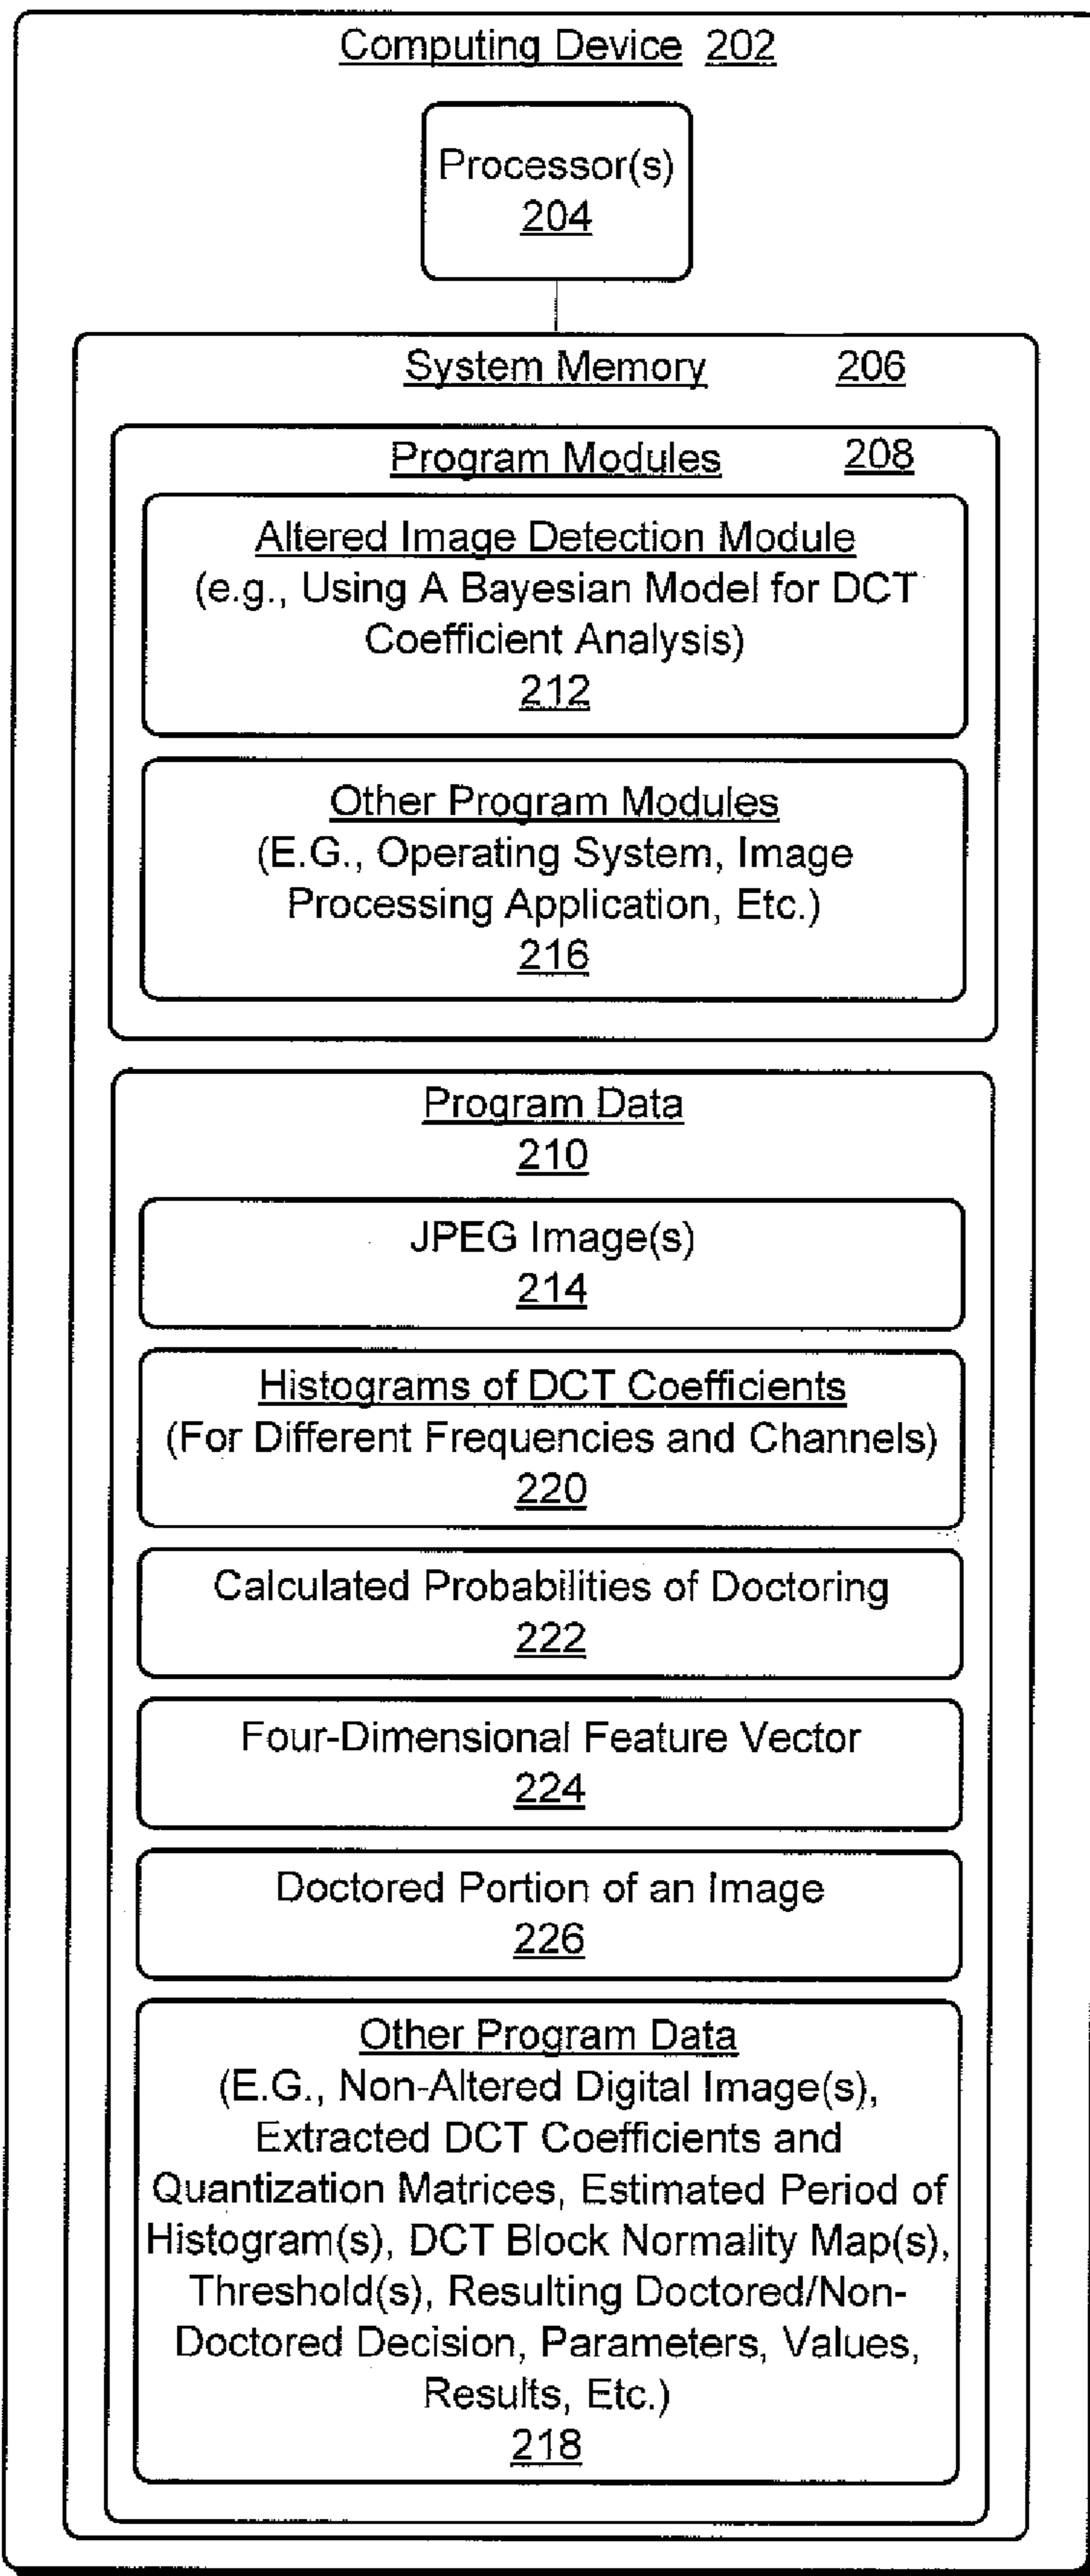 Computing Device 202
Processor(s)
204
System Memory 206
Program Modules 208
Altered Image Detection Module
(e.g., Using A Bayesian Model for DCT
Coefficient Analysis)
212
Other Program Modules
(E.G., Operating System, Image
Processing Application, Etc.)
216
Program Data
210
JPEG Image(s)
214
Histograms of DCT Coefficients
(For Different Frequencies and Channels)
220
Calculated Probabilities of Doctoring
222
Four-Dimensional Feature Vector
224
Doctored Portion of an Image
226
Other Program Data
(E.G., Non-Altered Digital Image(s),
Extracted DCT Coefficients and
Quantization Matrices, Estimated Period of
Histogram(s), DCT Block Normality Map(s),
Threshold(s), Resulting Doctored/Non-
Doctored Decision, Parameters, Values,
Results, Etc.)
218